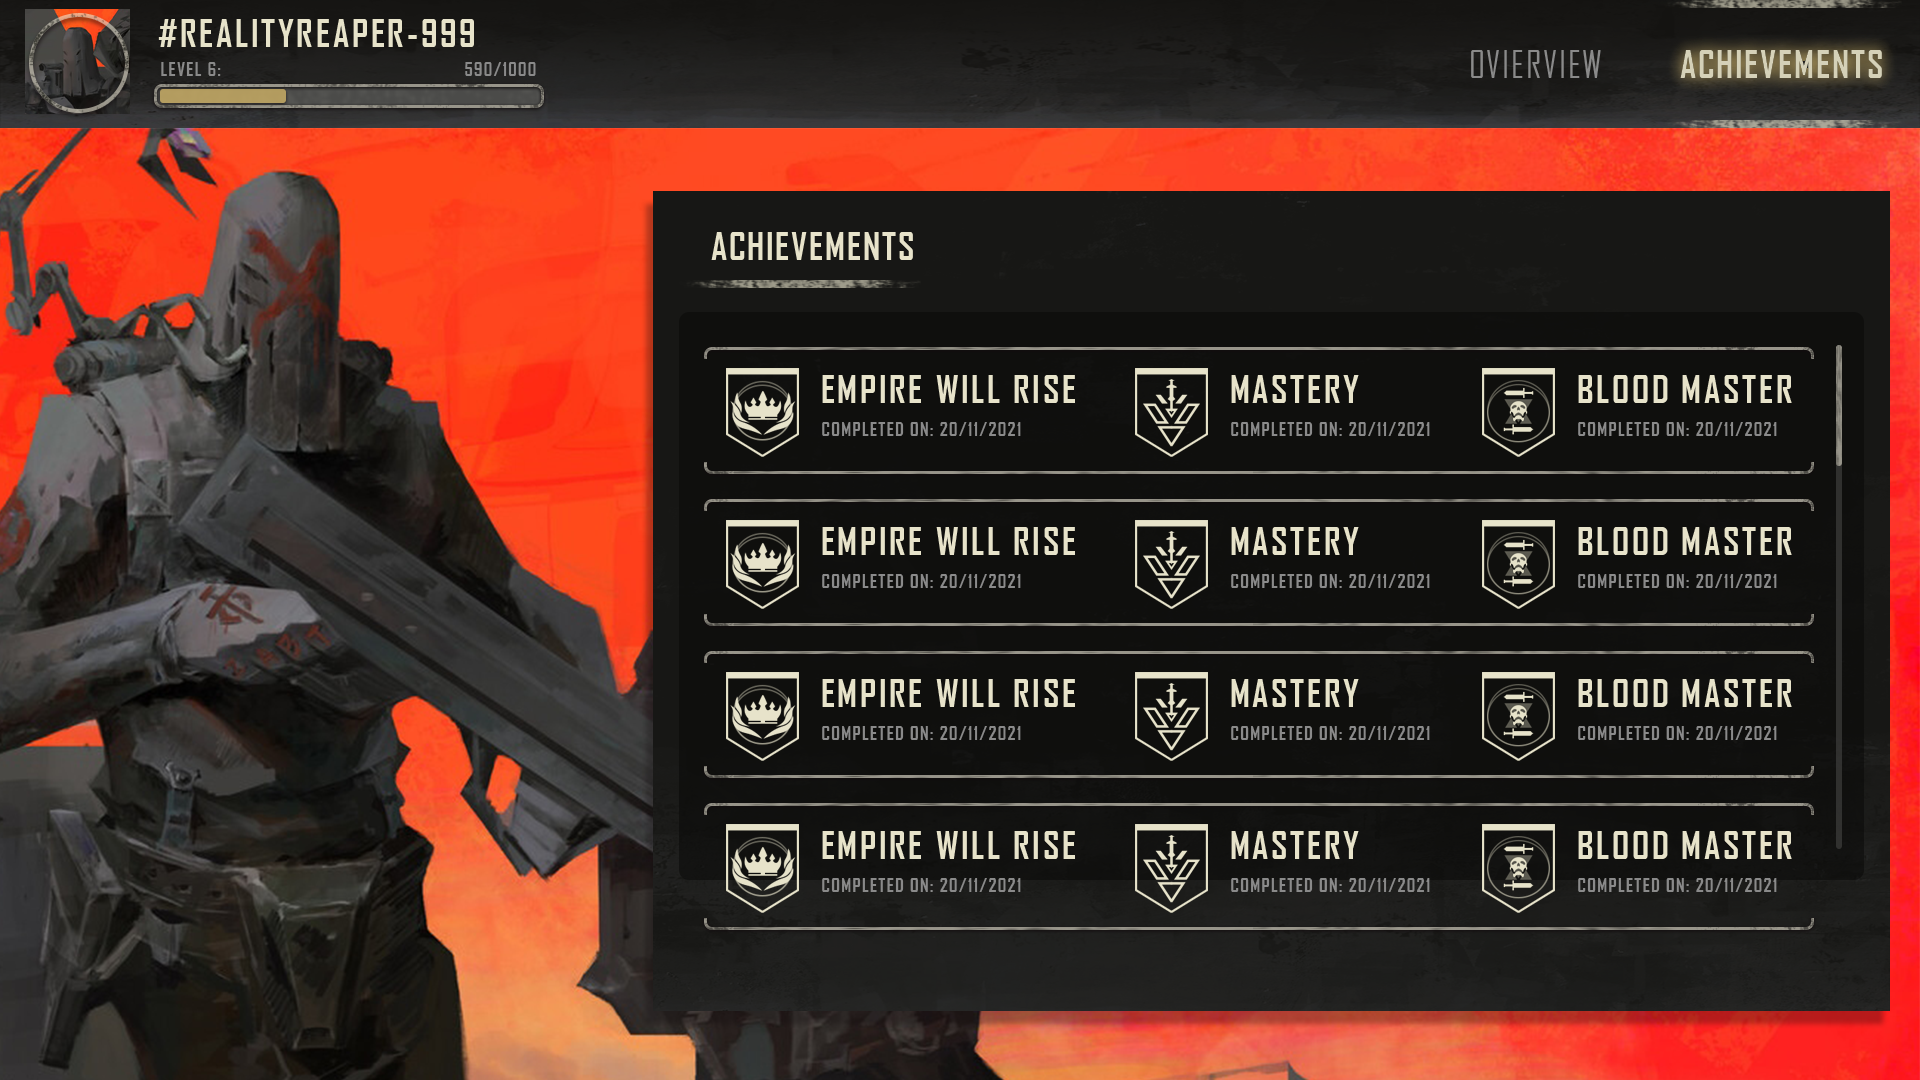 #REALITYREAPER-999
LEVEL 6: 590/1000
OVIERVIEW ACHIEVEMENTS
ACHIEVEMENTS
EMPIRE WILL RISE MASTERY BLOOD MASTER
COMPLETED ON: 20/11/2021 COMPLETED ON: 20/11/2021 COMPLETED ON: 20/11/2021
EMPIRE WILL RISE MASTERY BLOOD MASTER
COMPLETED ON: 20/11/2021 COMPLETED ON: 20/11/2021 COMPLETED ON: 20/11/2021
EMPIRE WILL RISE MASTERY BLOOD MASTER
COMPLETED ON: 20/11/2021 COMPLETED ON: 20/11/2021 COMPLETED ON: 20/11/2021
EMPIRE WILL RISE MASTERY BLOOD MASTER
COMPLETED ON: 20/11/2021 COMPLETED ON: 20/11/2021 COMPLETED ON: 20/11/2021